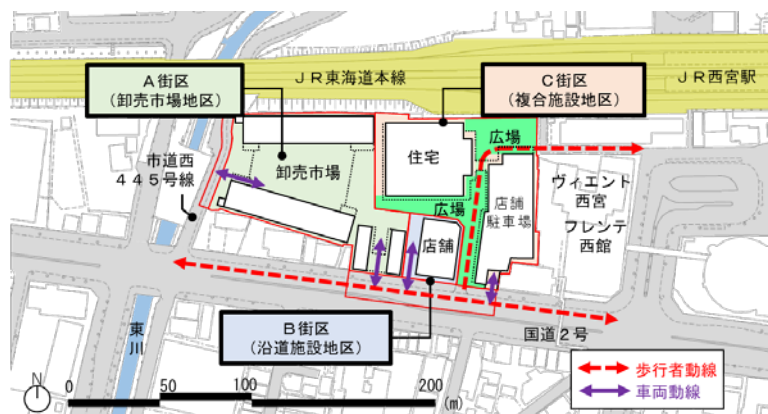 ＪＲ東海道本線
ＪＲ西宮駅
Ａ街区
（卸売市場地区）
Ｃ街区
（複合施設地区）
広場
住宅
卸売市場
市道西
４４５号線
広場
店舗
駐車場
ヴィエント
西宮
フレンテ
西館
店舗
Ｂ街区
（沿道施設地区）
国道２号
東
川
歩行者動線
車両動線
N
0
50
100
200
(m)